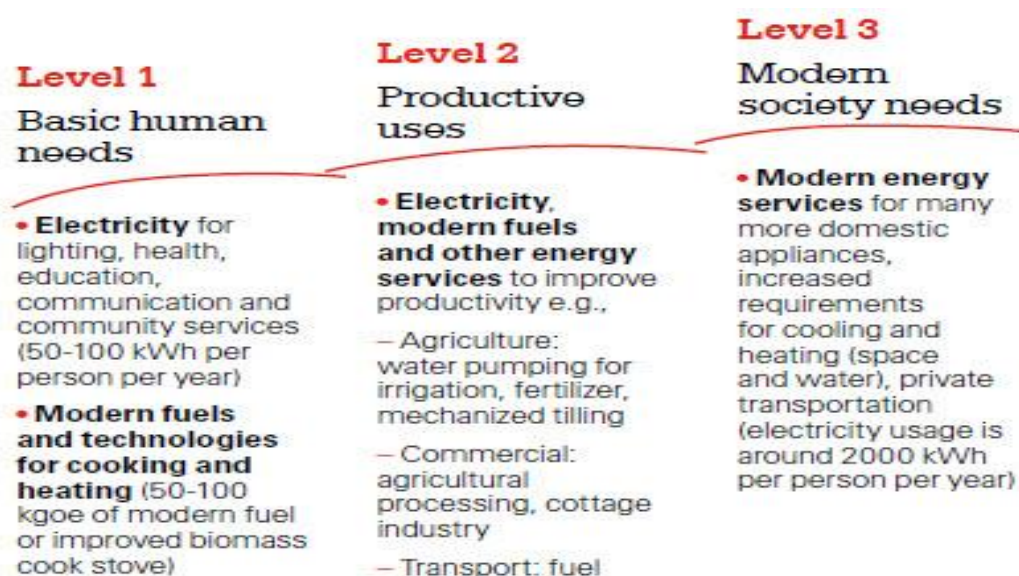 Level 1
Basic human
needs
• Electricity for
lighting, health,
education,
communication and
community services
(50-100 kWh per
person per year)
• Modern fuels
and technologies
for cooking and
heating (50-100
kgoe of modern fuel
or improved biomass
cook stove)
Level 2
Productive
uses
• Electricity,
modern fuels
and other energy
services to improve
productivity e.g.,
– Agriculture:
water pumping for
irrigation, fertilizer,
mechanized tilling
– Commercial:
agricultural
processing, cottage
industry
– Transport: fuel
Level 3
Modern
society needs
• Modern energy
services for many
more domestic
appliances,
increased
requirements
for cooling and
heating (space
and water), private
transportation
(electricity usage is
around 2000 kWh
per person per year)